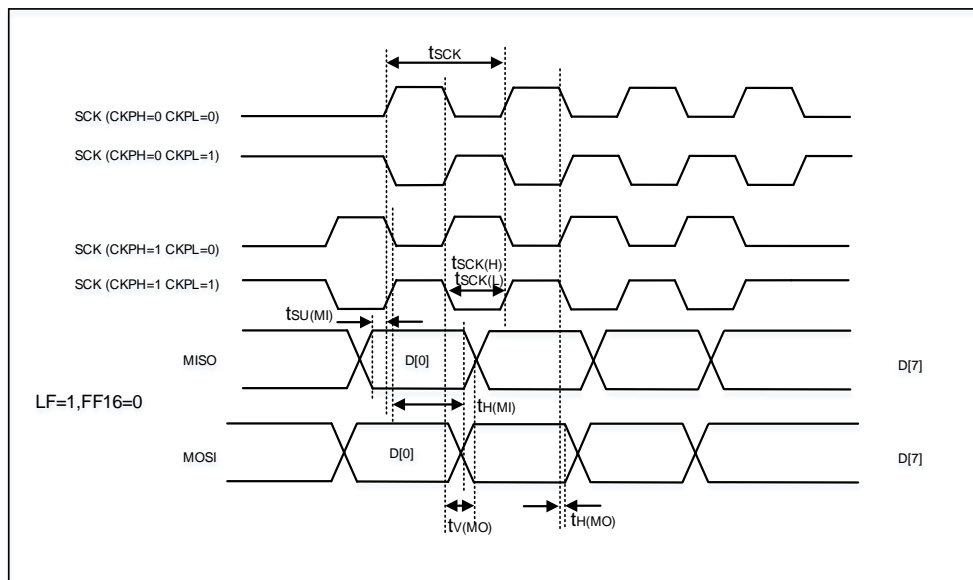 tSCK
SCK (CKPH=0 CKPL=0)
SCK (CKPH=0 CKPL=1)
SCK (CKPH=1 CKPL=0)
tSCK(H)
tSCK(L)
SCK (CKPH=1 CKPL=1)
tSU(MI)
MISO
D[0]
D[7]
LF=1,FF16=0
tH(MI)
MOSI
D[0]
D[7]
tV(MO)
tH(MO)